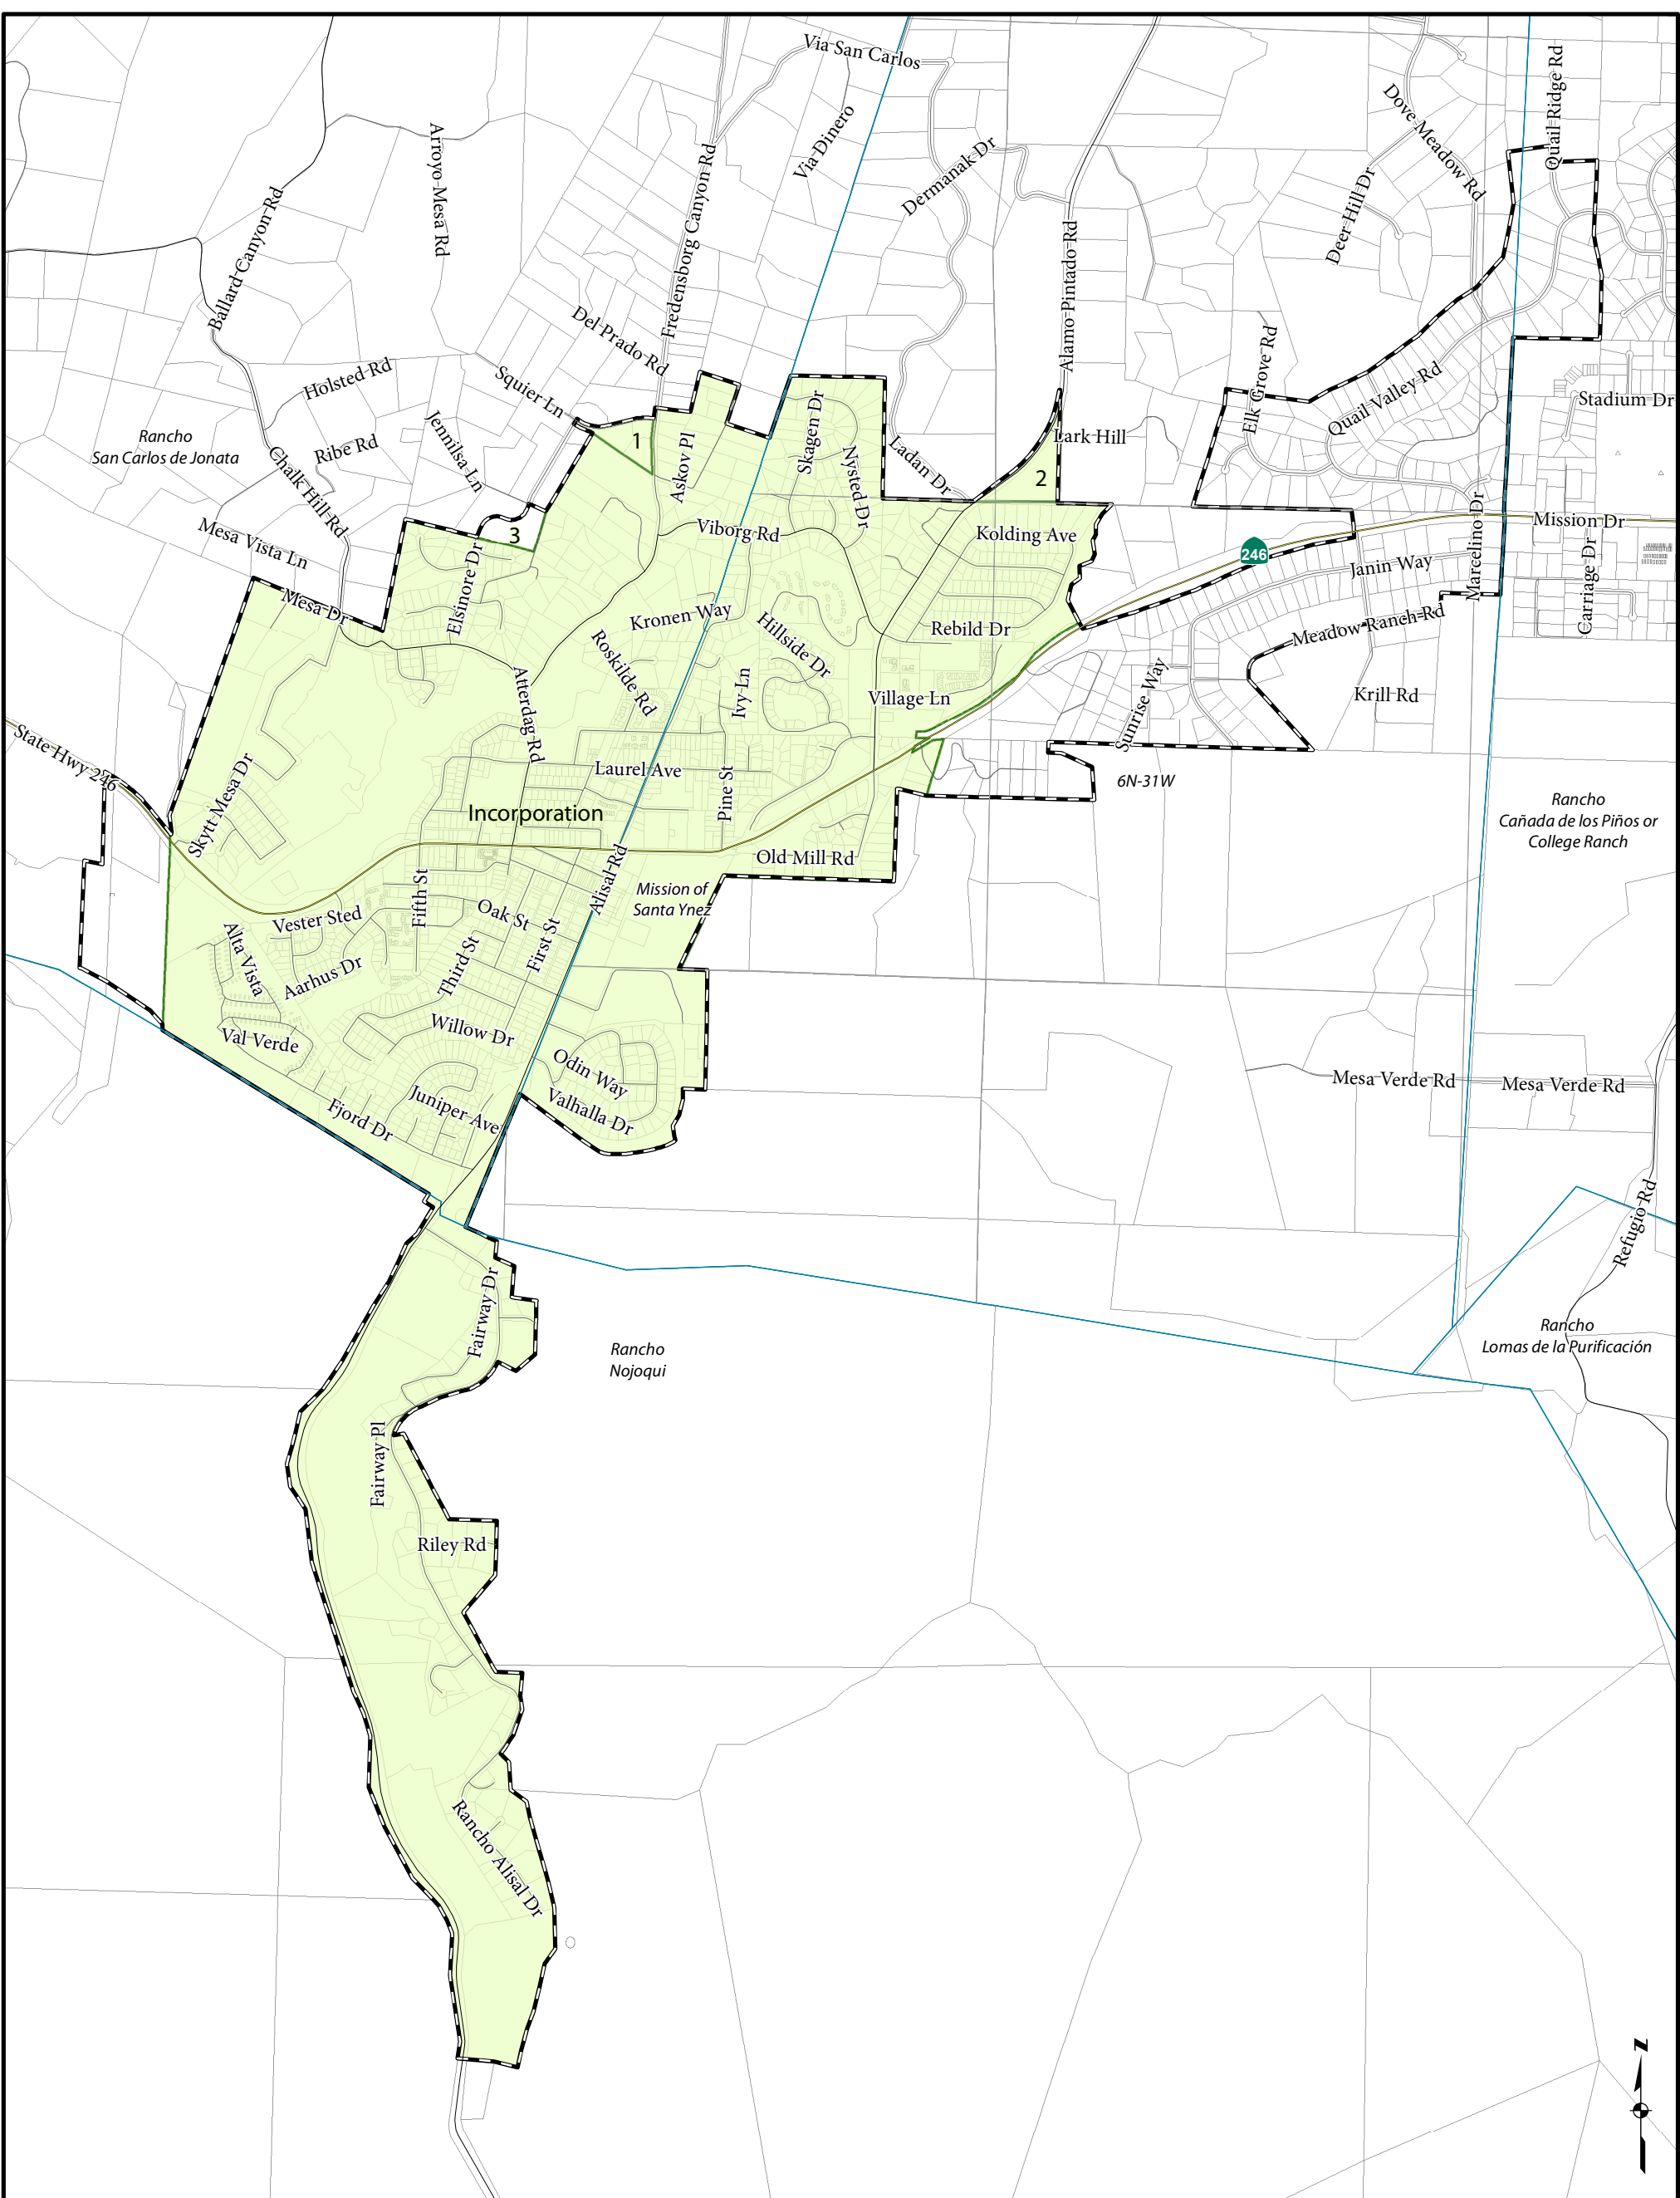 Via San Carlos
Quail Ridge Rd
Dove Meadow Rd
Via Dinero
Arroyo Mesa Rd
Dermanak Dr
Fredensborg Canyon Rd
Deer Hill Dr
Ballard Canyon Rd
Alamo Pintado Rd
Del Prado Rd
Elk Grove Rd
Holsted Rd
Squier Ln
Quail Valley Rd
Stadium Dr
Skagen Dr
Rancho
San Carlos de Jonata
Jennilsa Ln
Ribe Rd
1
Askov Pl
Nysted Dr
Ladan Dr
Lark Hill
2
Chalk Hill Rd
Mesa Vista Ln
3
Viborg Rd
Kolding Ave
Marcelino Dr
Mission Dr
246
Janin Way
Carriage Dr
Mesa Dr
Elsinore Dr
Kronen Way
Hillside Dr
Rebild Dr
Meadow Ranch Rd
Roskilde Rd
Ivy Ln
Village Ln
Sunrise Way
Krill Rd
Atterdag Rd
State Hwy 246
Laurel Ave
Pine St
6N-31W
Skytt Mesa Dr
Incorporation
Rancho
Cañada de los Piños or
College Ranch
Old Mill Rd
Alisal Rd
Mission of
Santa Ynez
Fifth St
Vester Sted
Oak St
First St
Alta Vista
Aarhus Dr
Third St
Val Verde
Willow Dr
Odin Way
Valhalla Dr
Mesa Verde Rd
Mesa Verde Rd
Fjord Dr
Juniper Ave
Refugio Rd
Fairway Dr
Rancho
Nojoqui
Rancho
Lomas de la Purificación
Fairway Pl
Riley Rd
Rancho Alisal Dr
N